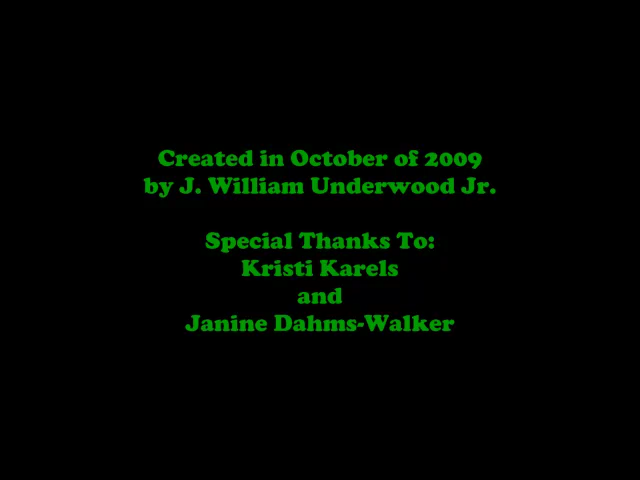 Created in October of 2009
by J. William Underwood Jr.
Special Thanks To:
Kristi Karels
and
Janine Dahms-Walker